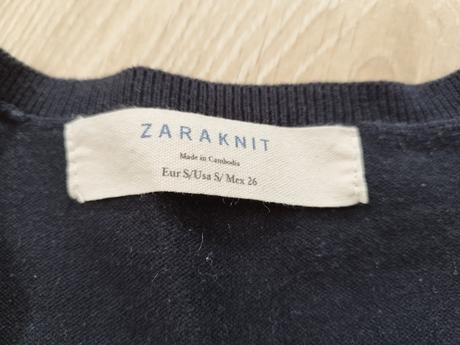 ZARAKNIT
Made in Cambodia
Eur S/Usa S/ Mex 26